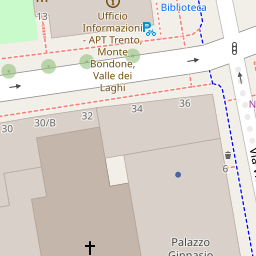 13
Ufficio
Informazioni
- APT Trento,
Monte
Bondone,
Valle dei
Laghi
Biblioteca
36
34
32
30/B
30
6
Palazzo
Ginnasio
Via